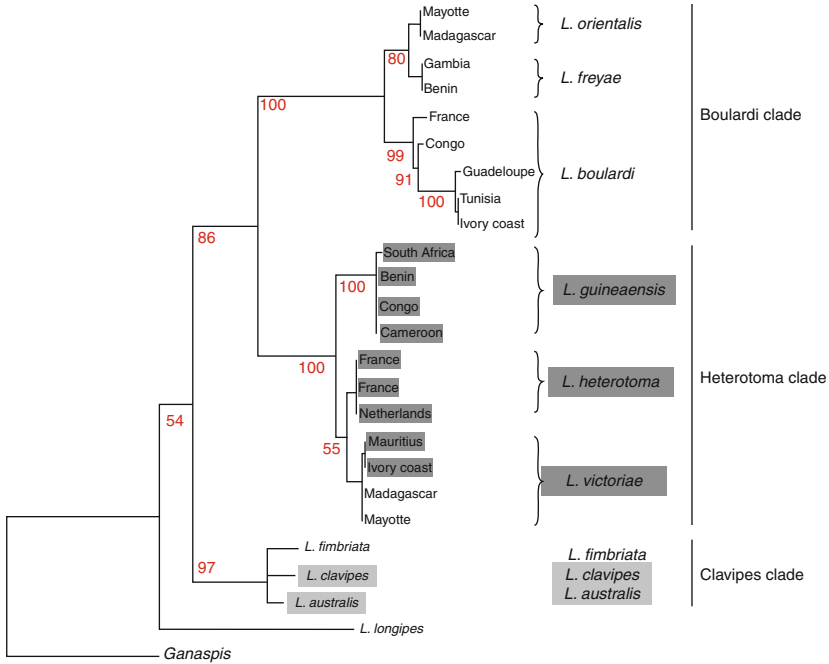 Mayotte
Madagascar
L. orientalis
80
Gambia
Benin
L. freyae
100
Boulardi clade
France
Congo
99
91
Guadeloupe
L. boulardi
100
Tunisia
Ivory coast
86
South Africa
Benin
100
L. guineaensis
Congo
Cameroon
France
100
France
L. heterotoma
Heterotoma clade
Netherlands
54
55
Mauritius
Ivory coast
L. victoriae
Madagascar
Mayotte
L. fimbriata
L. fimbriata
97
L. clavipes
L. clavipes
Clavipes clade
L. australis
L. australis
L. longipes
Ganaspis